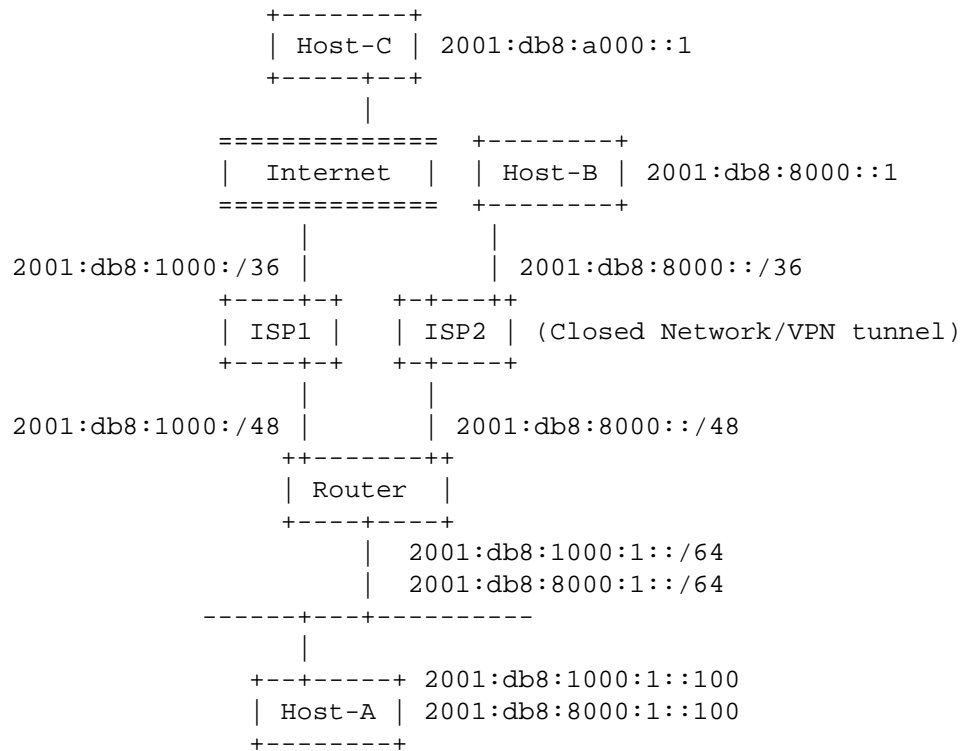 Host-C 2001:db8:a000::1
Internet Host-B 2001:db8:8000::1
2001:db8:1000:/36 2001:db8:8000::/36
ISP1 ISP2 (Closed Network/VPN tunnel)
2001:db8:1000:/48 2001:db8:8000::/48
Router
2001:db8:1000:1::/64
2001:db8:8000:1::/64
2001:db8:1000:1::100
Host-A 2001:db8:8000:1::100